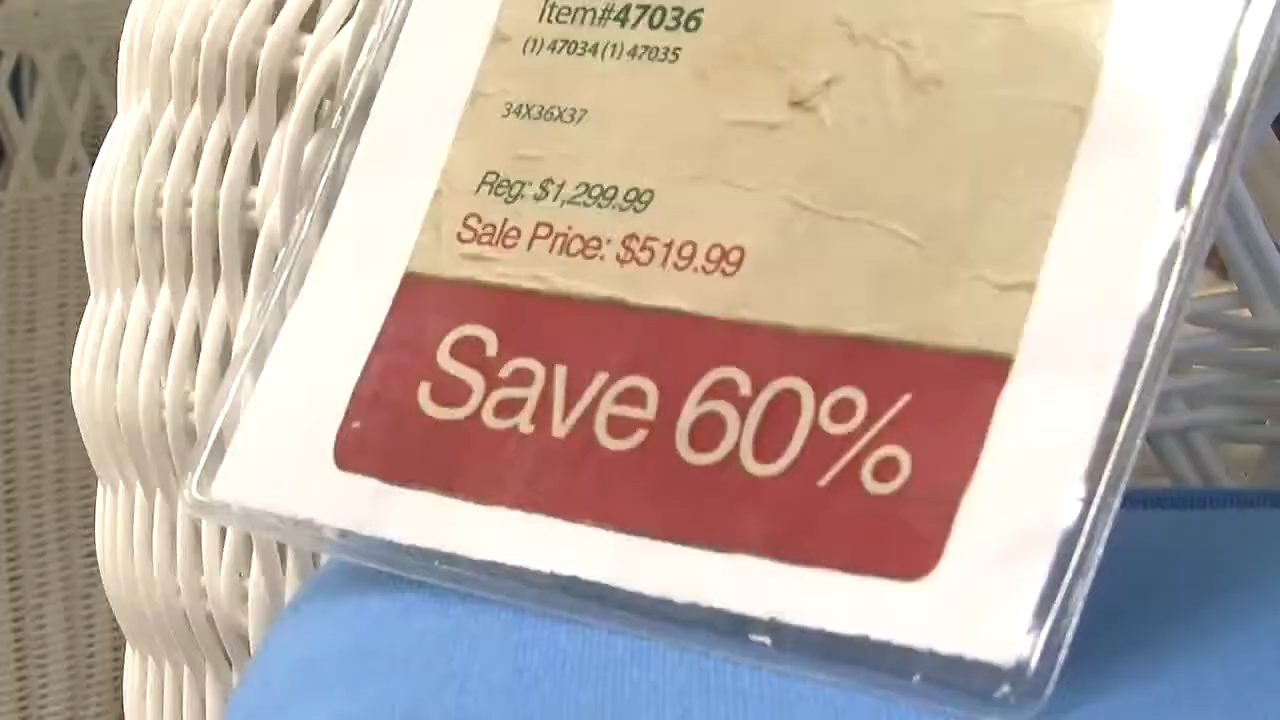 Item#47036
(1) 47034 (1) 47035
34X36X37
Reg: $1,299.99
Sale Price: $519.99
Save 60%